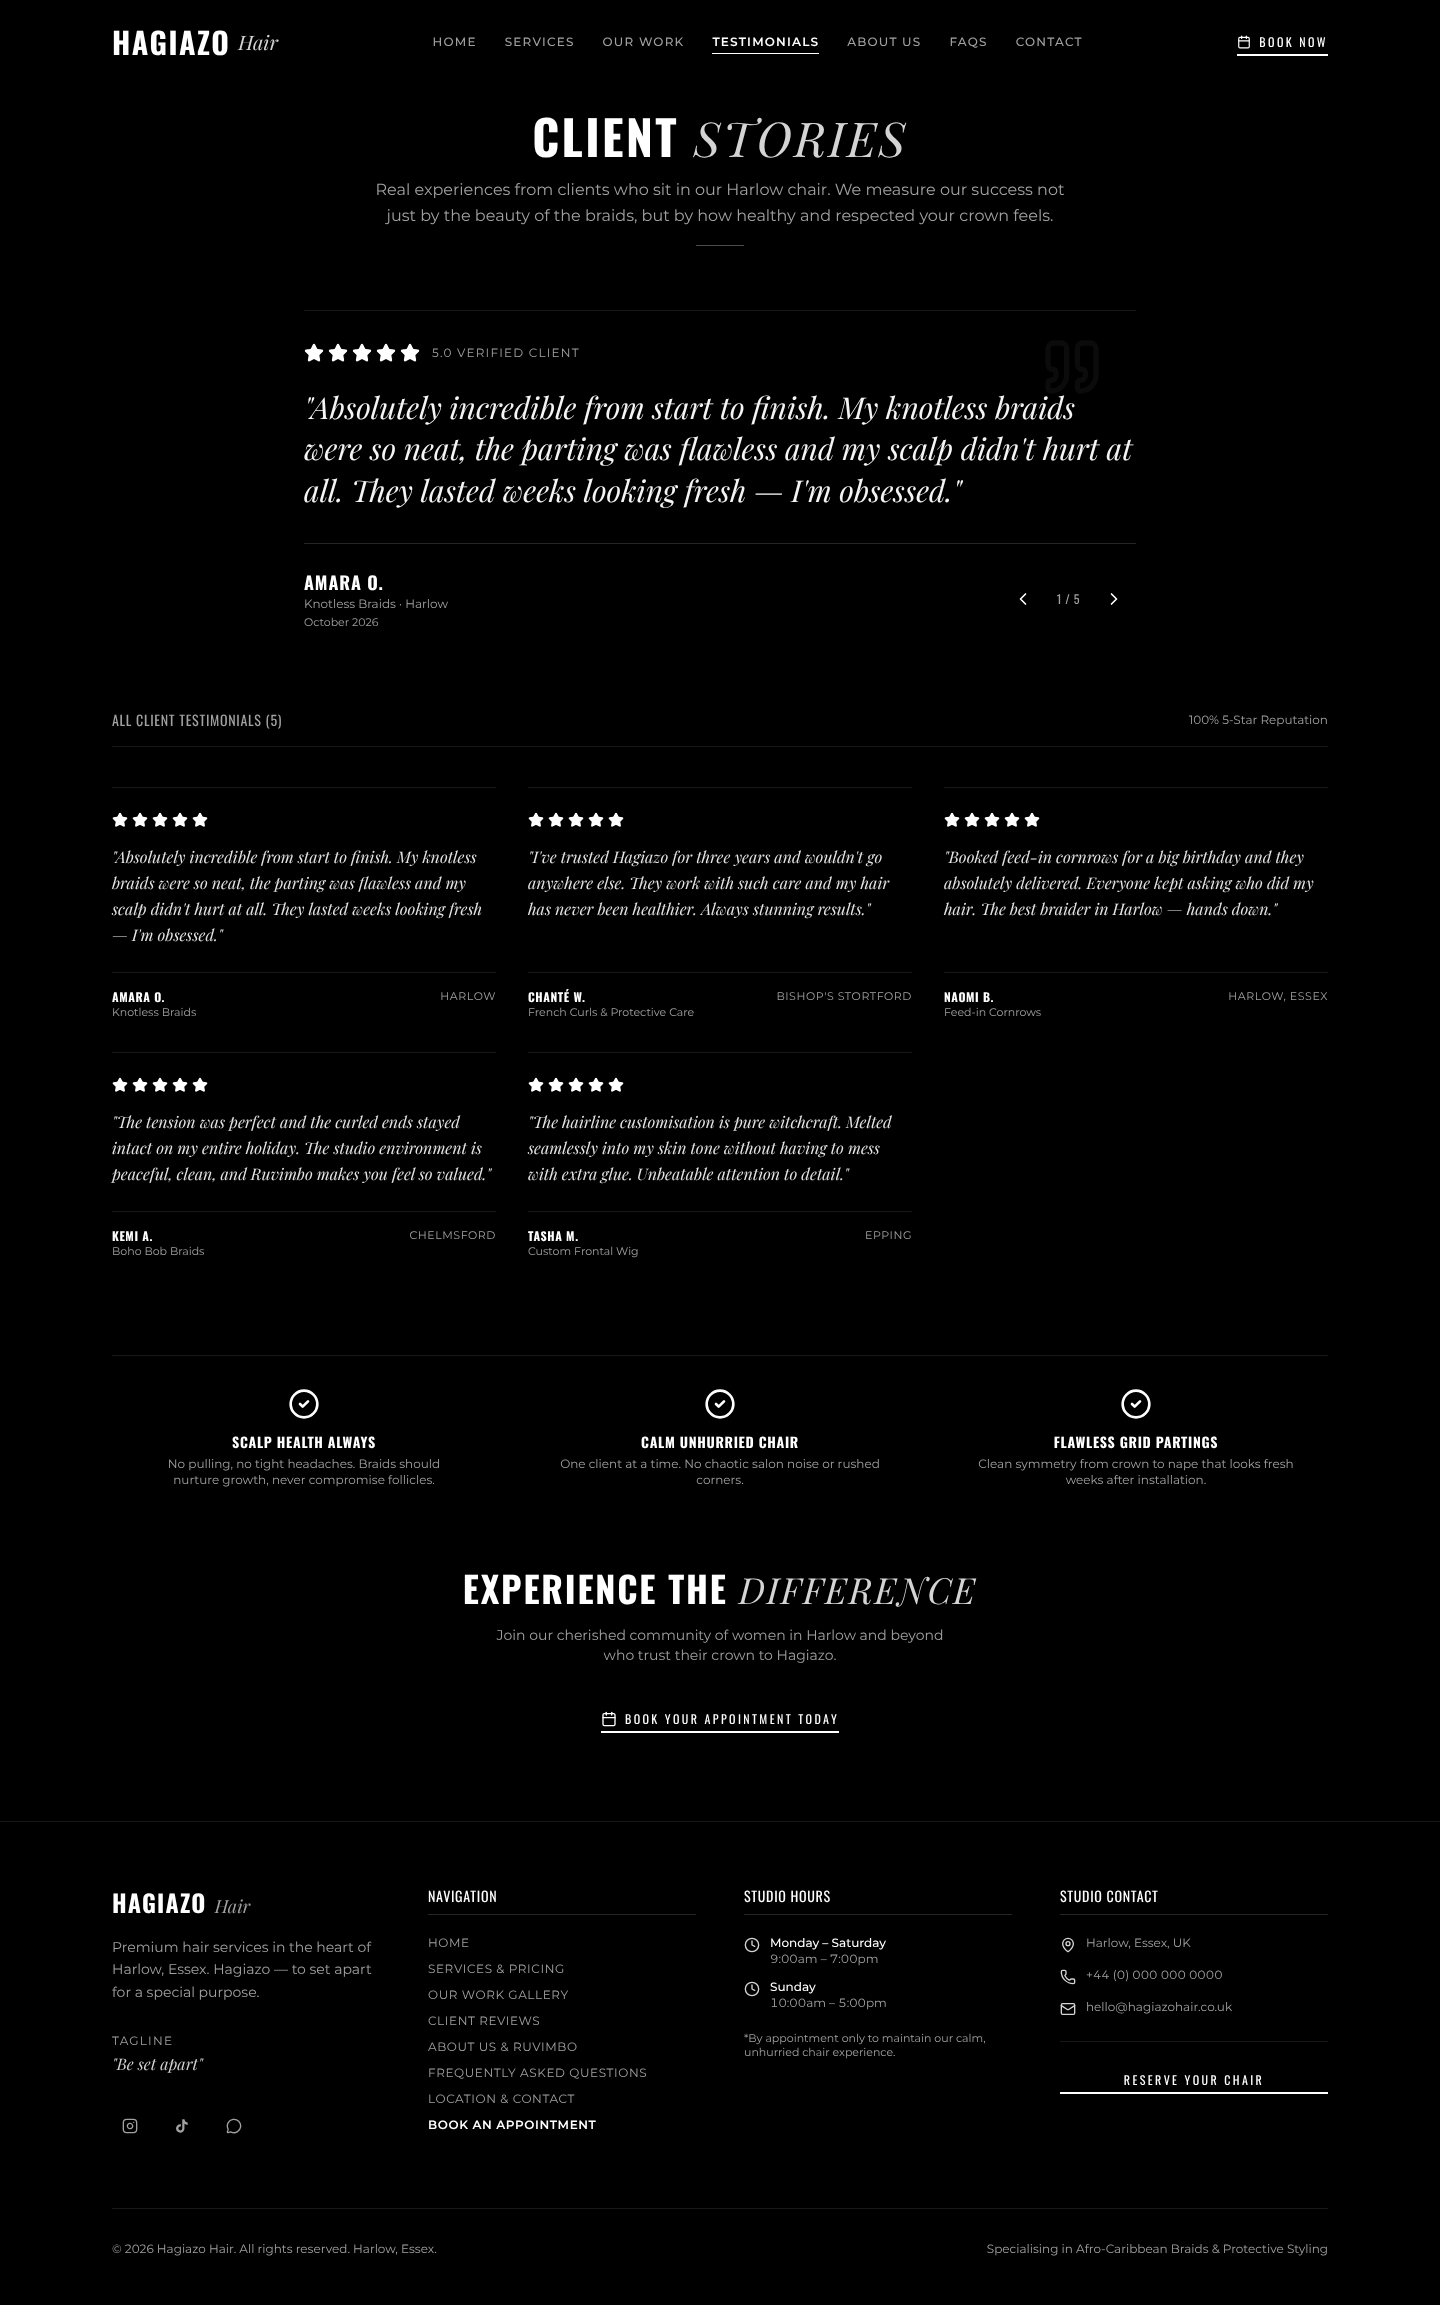 HAGIAZO Hair
HOME SERVICES OUR WORK TESTIMONIALS ABOUT US FAQS CONTACT
BOOK NOW
CLIENT STORIES
Real experiences from clients who sit in our Harlow chair. We measure our success not
just by the beauty of the braids, but by how healthy and respected your crown feels.
5.0 VERIFIED CLIENT
"Absolutely incredible from start to finish. My knotless braids
were so neat, the parting was flawless and my scalp didn't hurt at
all. They lasted weeks looking fresh — I'm obsessed."
AMARA O.
Knotless Braids · Harlow
October 2026
1 / 5
ALL CLIENT TESTIMONIALS (5)
100% 5-Star Reputation
"Absolutely incredible from start to finish. My knotless
braids were so neat, the parting was flawless and my
scalp didn't hurt at all. They lasted weeks looking fresh
— I'm obsessed."
AMARA O.
HARLOW
Knotless Braids
"I've trusted Hagiazo for three years and wouldn't go
anywhere else. They work with such care and my hair
has never been healthier. Always stunning results."
CHANTÉ W.
BISHOP'S STORTFORD
French Curls & Protective Care
"Booked feed-in cornrows for a big birthday and they
absolutely delivered. Everyone kept asking who did my
hair. The best braider in Harlow — hands down."
NAOMI B.
HARLOW, ESSEX
Feed-in Cornrows
"The tension was perfect and the curled ends stayed
intact on my entire holiday. The studio environment is
peaceful, clean, and Ruvimbo makes you feel so valued."
KEMI A.
CHELMSFORD
Boho Bob Braids
"The hairline customisation is pure witchcraft. Melted
seamlessly into my skin tone without having to mess
with extra glue. Unbeatable attention to detail."
TASHA M.
EPPING
Custom Frontal Wig
SCALP HEALTH ALWAYS
No pulling, no tight headaches. Braids should
nurture growth, never compromise follicles.
CALM UNHURRIED CHAIR
One client at a time. No chaotic salon noise or rushed
corners.
FLAWLESS GRID PARTINGS
Clean symmetry from crown to nape that looks fresh
weeks after installation.
EXPERIENCE THE DIFFERENCE
Join our cherished community of women in Harlow and beyond
who trust their crown to Hagiazo.
BOOK YOUR APPOINTMENT TODAY
HAGIAZO Hair
Premium hair services in the heart of
Harlow, Essex. Hagiazo — to set apart
for a special purpose.
TAGLINE
"Be set apart"
NAVIGATION
HOME
SERVICES & PRICING
OUR WORK GALLERY
CLIENT REVIEWS
ABOUT US & RUVIMBO
FREQUENTLY ASKED QUESTIONS
LOCATION & CONTACT
BOOK AN APPOINTMENT
STUDIO HOURS
Monday – Saturday
9:00am – 7:00pm
Sunday
10:00am – 5:00pm
*By appointment only to maintain our calm,
unhurried chair experience.
STUDIO CONTACT
Harlow, Essex, UK
+44 (0) 000 000 0000
hello@hagiazohair.co.uk
RESERVE YOUR CHAIR
© 2026 Hagiazo Hair. All rights reserved. Harlow, Essex.
Specialising in Afro-Caribbean Braids & Protective Styling